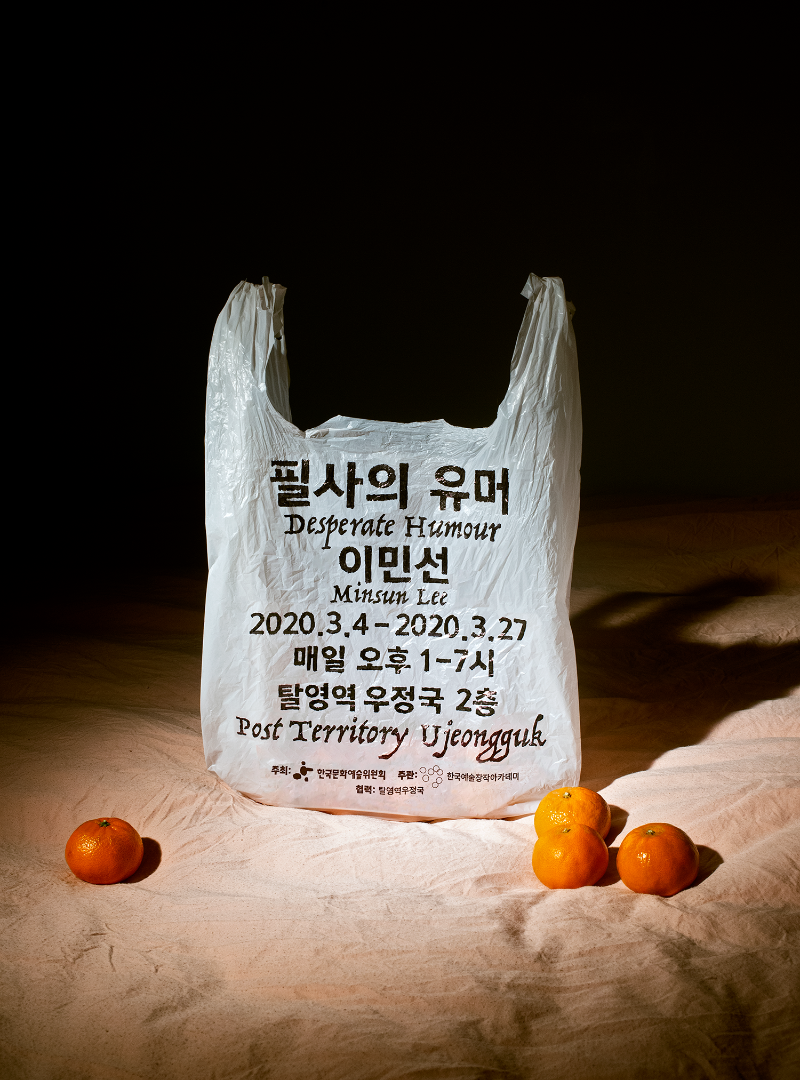 필사의 유머
Desperate Humour
이민선
Minsun Lee
2020.3.4-2020.3.27
매일 오후 1-7시
탈영역우정국 2층
Post Territory Ujeongguk
주최: 한국문화예술위원회 주관: 한국예술창작아카데미
협력: 탈영역우정국